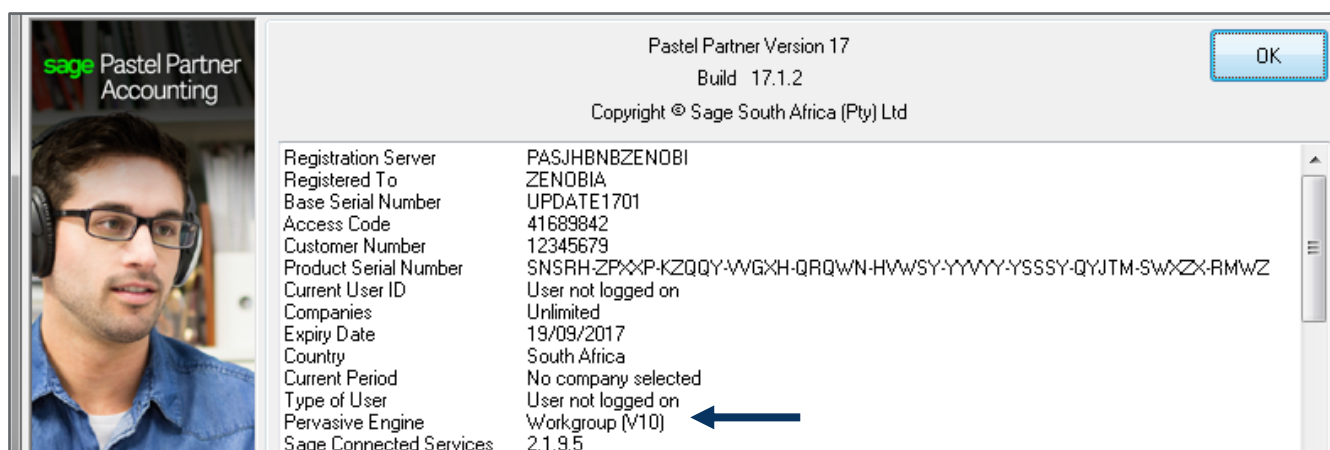 sage Pastel Partner
Accounting
Pastel Partner Version 17
Build 17.1.2
Copyright © Sage South Africa (Pty) Ltd
OK
Registration Server PASJHBNBZENOBI
Registered To ZENOBIA
Base Serial Number UPDATE1701
Access Code 41689842
Customer Number 12345679
Product Serial Number SNSRH-ZPXXP-KZQQY-VVGXH-QRQWN-HVWSY-YYVYY-YSSSY-QYJTM-SWXZX-RMWZ
Current User ID User not logged on
Companies Unlimited
Expiry Date 19/09/2017
Country South Africa
Current Period No company selected
Type of User User not logged on
Pervasive Engine Workgroup (V10)
Sage Connected Services 2.1.9.5